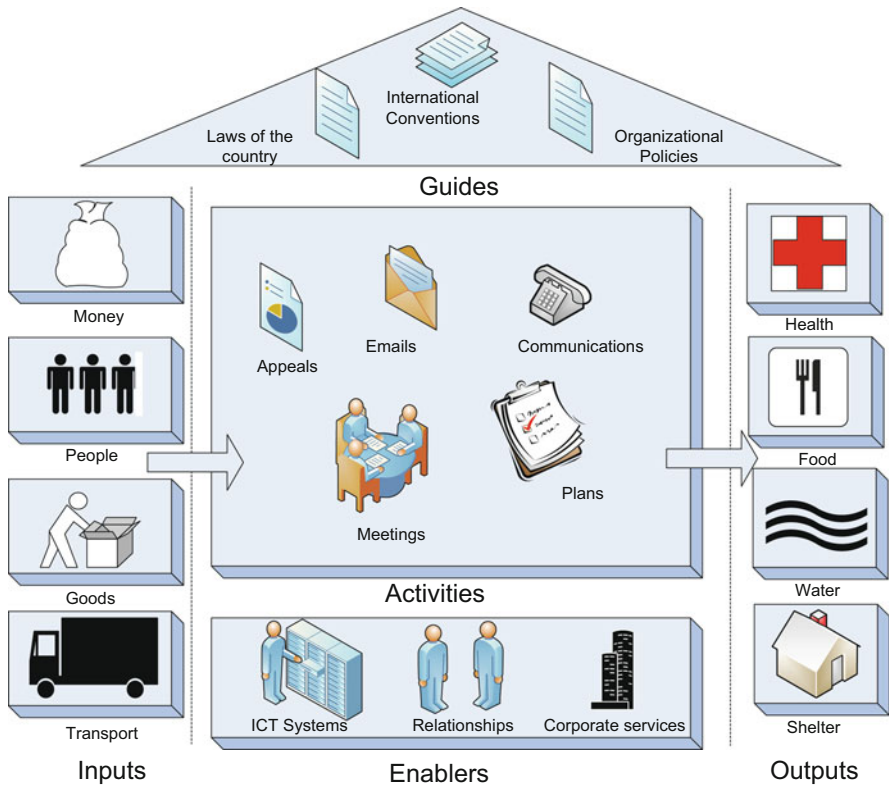 International
Conventions
Laws of the
country
Organizational
Policies
Guides
Money
People
Goods
Transport
Inputs
Appeals
Emails
Communications
Meetings
Plans
Activities
ICT Systems
Relationships
Corporate services
Enablers
Health
Food
Water
Shelter
Outputs